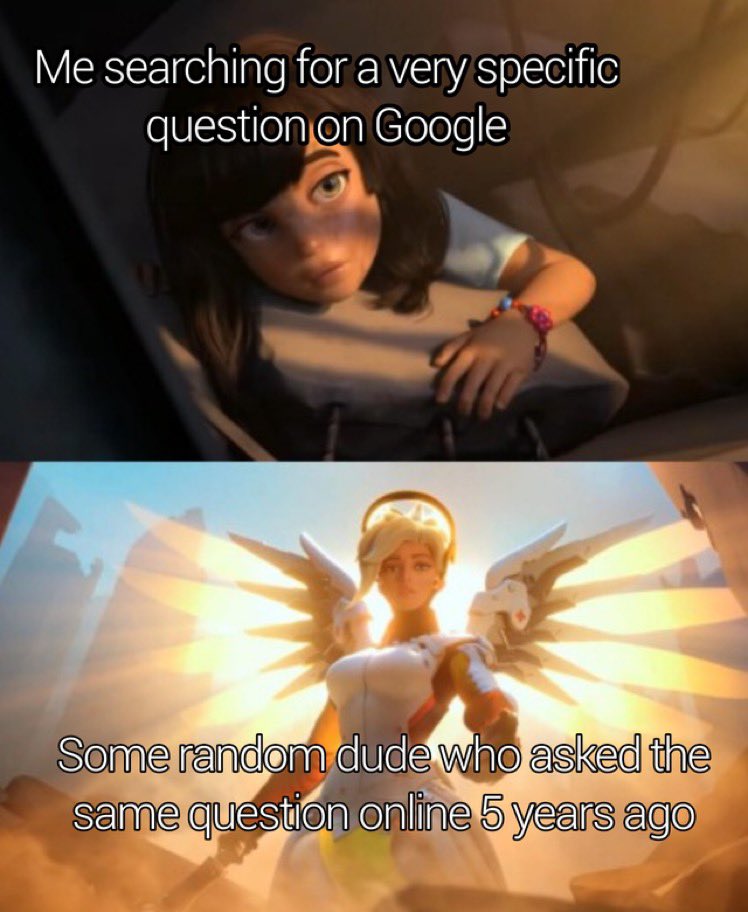 Me searching for a very specific
question on Google
Some random dude who asked the
same question online 5 years ago